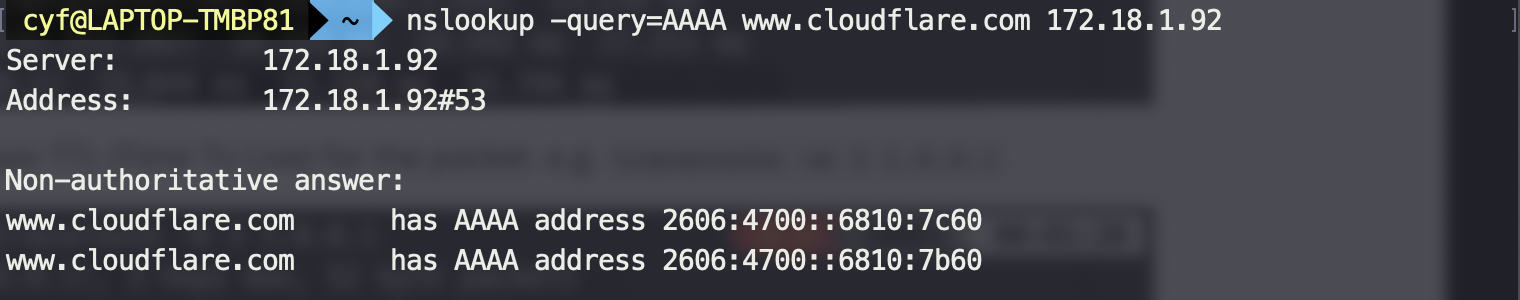 cyf@LAPTOP-TMBP81 ~ nslookup -query=AAAA www.cloudflare.com 172.18.1.92
Server: 172.18.1.92
Address: 172.18.1.92#53
Non-authoritative answer:
www.cloudflare.com has AAAA address 2606:4700::6810:7c60
www.cloudflare.com has AAAA address 2606:4700::6810:7b60